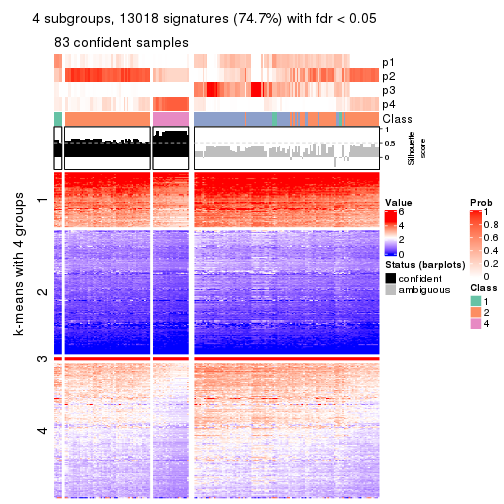 4 subgroups, 13018 signatures (74.7%) with fdr < 0.05
83 confident samples
p1
p2
p3
p4
Class
1
0.5
0
Silhouette
score
k-means with 4 groups
1
2
3
4
Value
6
4
2
0
Status (barplots)
confident
ambiguous
Prob
1
0.8
0.6
0.4
0.2
0
Class
1
2
4